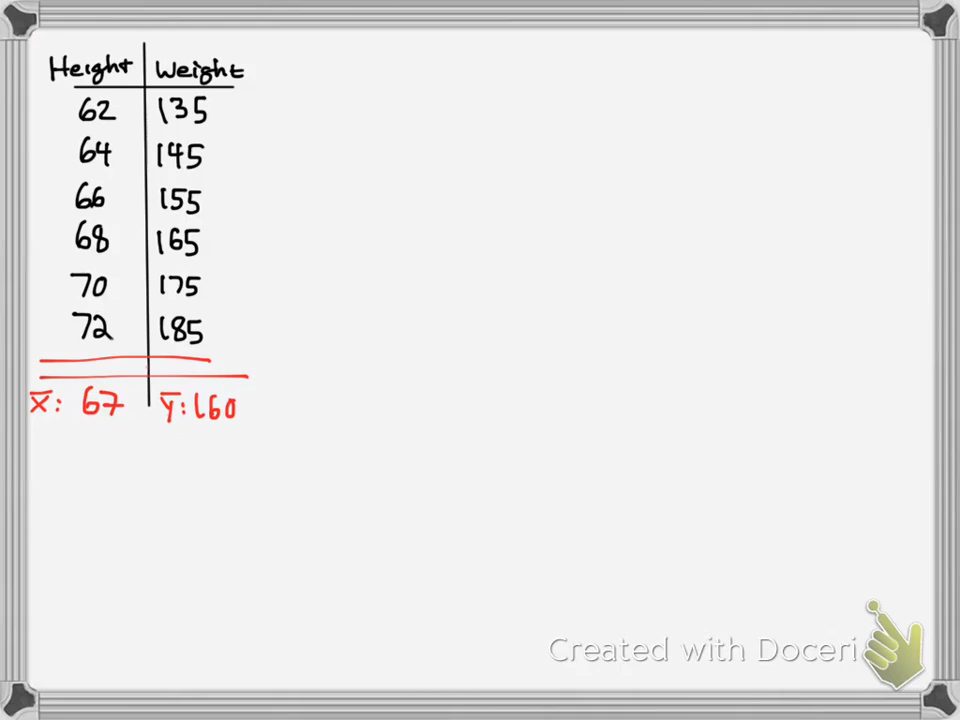 Height Weight
62 135
64 145
66 155
68 165
70 175
72 185
x̄: 67 ȳ: 160
Created with Doceri